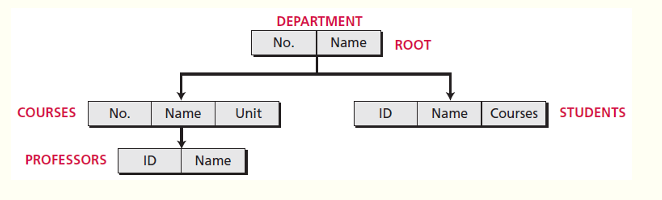 DEPARTMENT
No. Name ROOT
COURSES No. Name Unit ID Name Courses STUDENTS
PROFESSORS ID Name